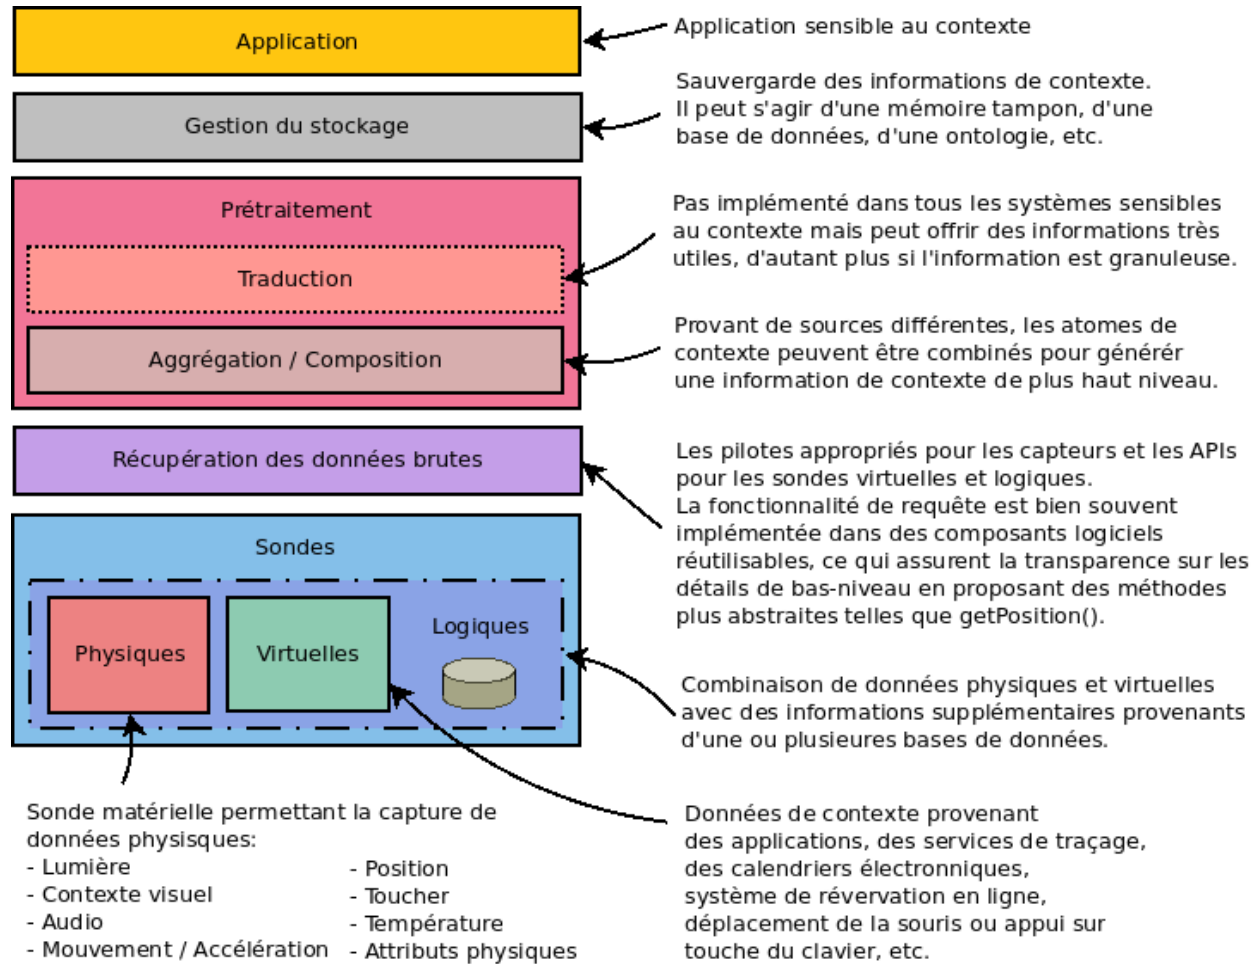 Application
Application sensible au contexte
Gestion du stockage
Sauvergarde des informations de contexte.
Il peut s'agir d'une mémoire tampon, d'une
base de données, d'une ontologie, etc.
Prétraitement
Traduction
Pas implémenté dans tous les systèmes sensibles
au contexte mais peut offrir des informations très
utiles, d'autant plus si l'information est granuleuse.
Aggrégation / Composition
Provant de sources différentes, les atomes de
contexte peuvent être combinés pour générér
une information de contexte de plus haut niveau.
Récupération des données brutes
Les pilotes appropriés pour les capteurs et les APIs
pour les sondes virtuelles et logiques.
La fonctionnalité de requête est bien souvent
implémentée dans des composants logiciels
réutilisables, ce qui assurent la transparence sur les
détails de bas-niveau en proposant des méthodes
plus abstraites telles que getPosition().
Sondes
Physiques
Virtuelles
Logiques
Combinaison de données physiques et virtuelles
avec des informations supplémentaires provenants
d'une ou plusieures bases de données.
Sonde matérielle permettant la capture de
données physisques:
- Lumière
- Contexte visuel
- Audio
- Mouvement / Accélération
- Position
- Toucher
- Température
- Attributs physiques
Données de contexte provenant
des applications, des services de traçage,
des calendriers électronniques,
système de révervation en ligne,
déplacement de la souris ou appui sur
touche du clavier, etc.